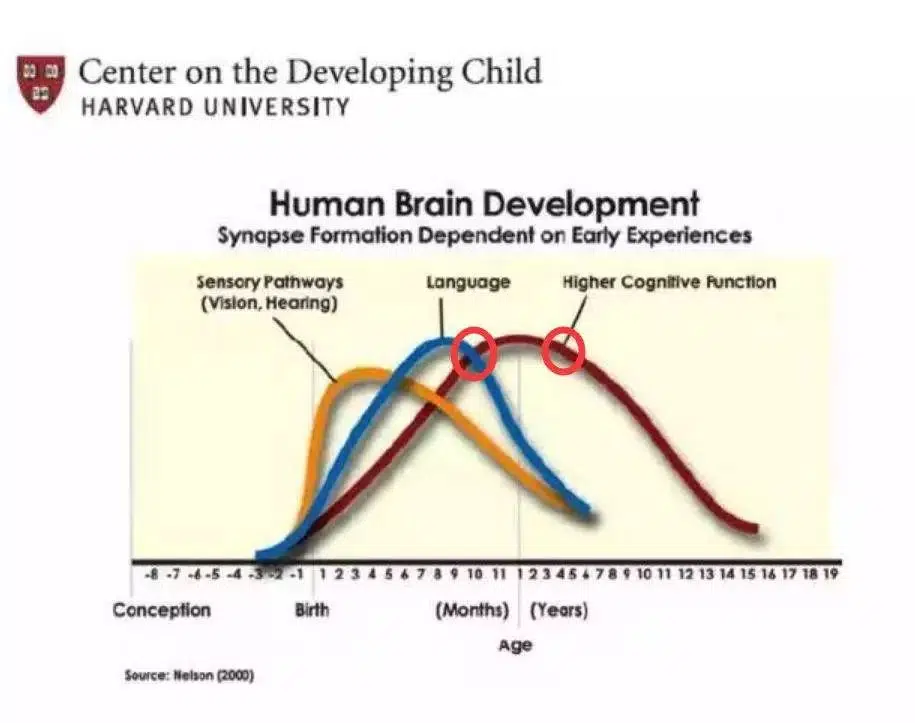 Center on the Developing Child
HARVARD UNIVERSITY
Human Brain Development
Synapse Formation Dependent on Early Experiences
Sensory Pathways
(Vision, Hearing)
Language
Higher Cognitive Function
-8 -7 -6 -5 -4 -3 -2 -1 1 2 3 4 5 6 7 8 9 10 11 1 2 3 4 5 6 7 8 9 10 11 12 13 14 15 16 17 18 19
Conception Birth (Months) (Years)
Age
Source: Nelson (2000)